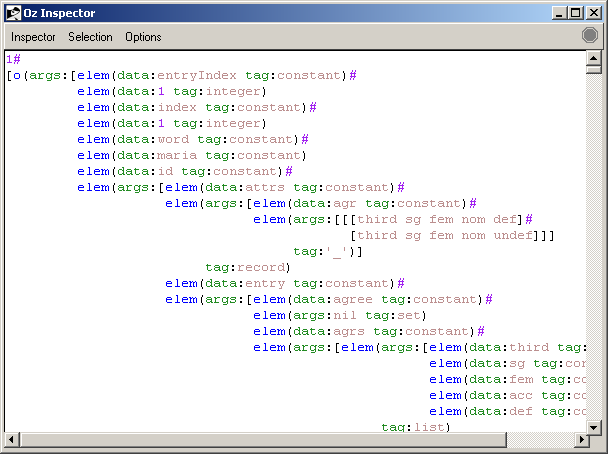 Oz Inspector
Inspector Selection Options
1#
[o(args:[elem(data:entryIndex tag:constant)#
elem(data:1 tag:integer)
elem(data:index tag:constant)#
elem(data:1 tag:integer)
elem(data:word tag:constant)#
elem(data:maria tag:constant)
elem(data:id tag:constant)#
elem(args:[elem(data:attrs tag:constant)#
elem(args:[elem(data:agr tag:constant)#
elem(args:[[[third sg fem nom def]#
[third sg fem nom undef]]]
tag:'_')]
tag:record)
elem(data:entry tag:constant)#
elem(args:[elem(data:agree tag:constant)#
elem(args:nil tag:set)
elem(data:agrs tag:constant)#
elem(args:[elem(args:[elem(data:third tag:
elem(data:sg tag:con
elem(data:fem tag:co
elem(data:acc tag:co
elem(data:def tag:co
tag:list)